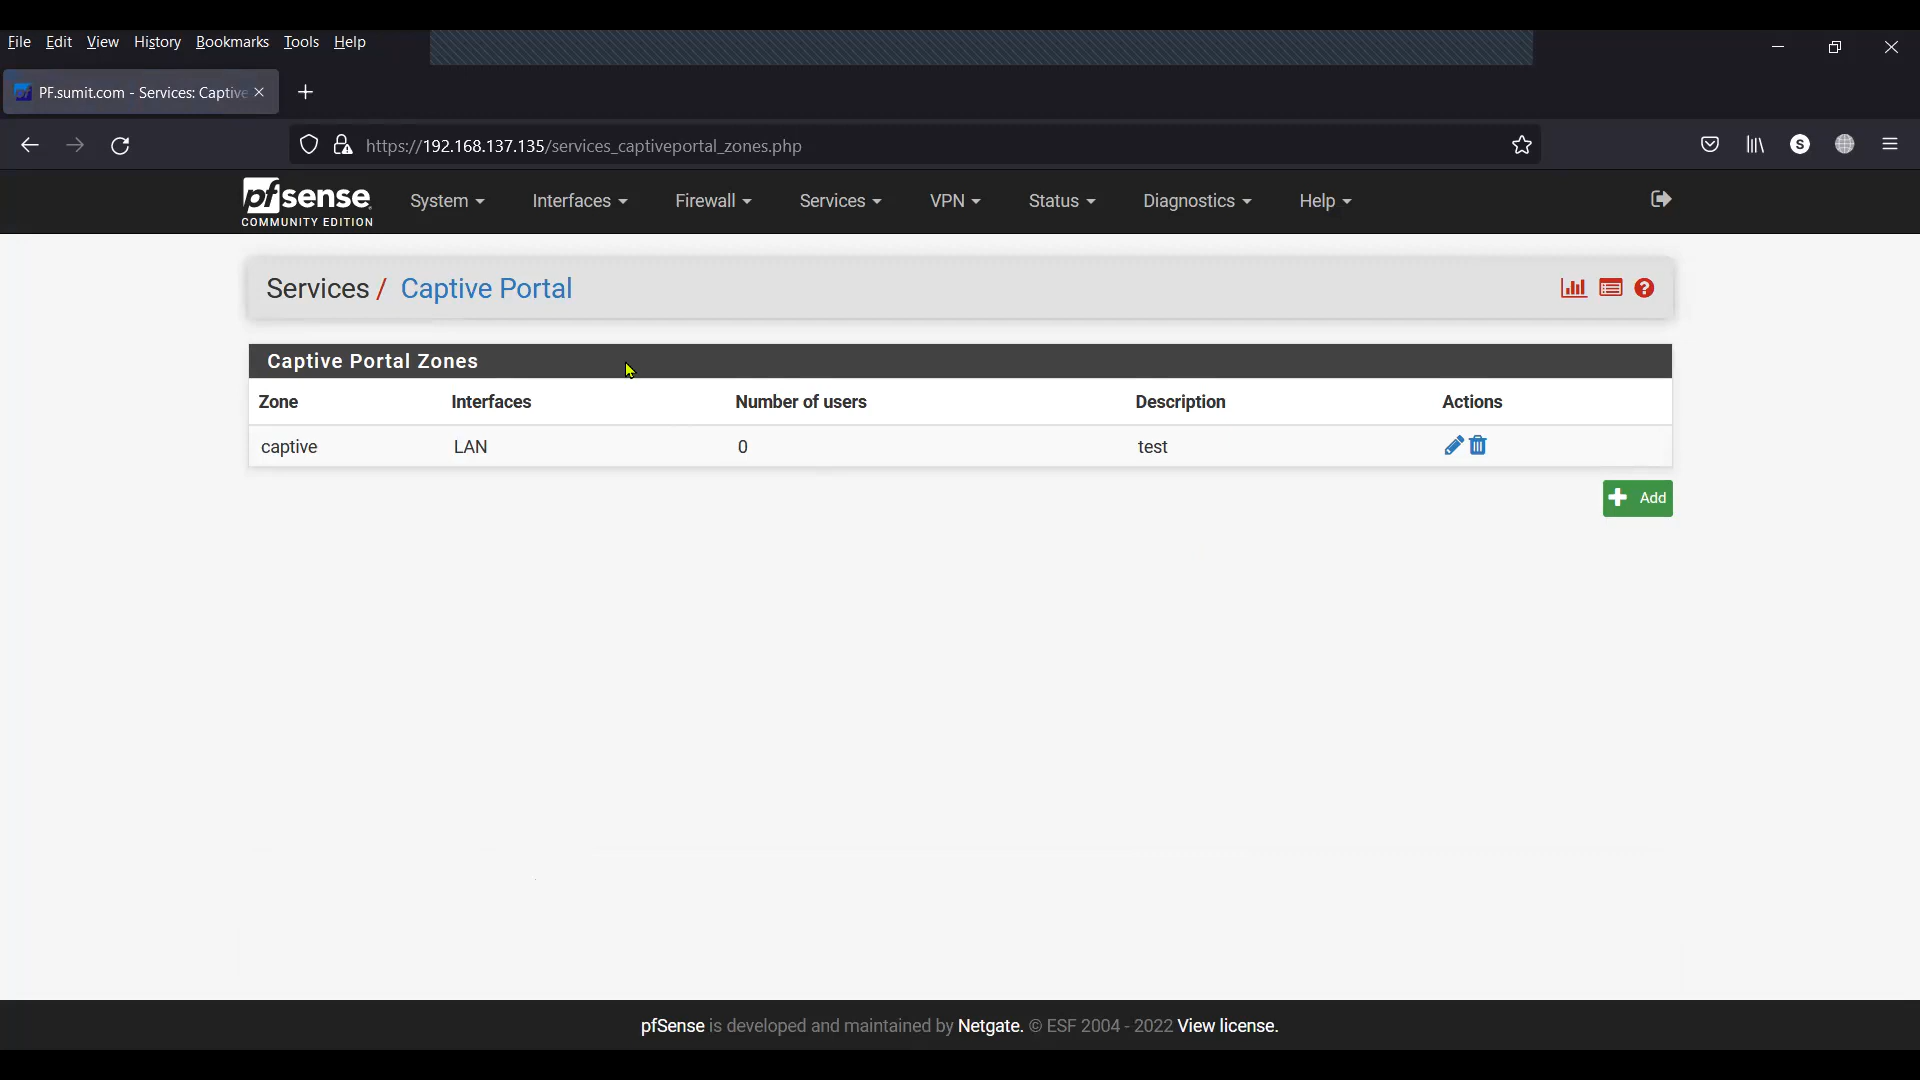 File Edit View History Bookmarks Tools Help
PF.sumit.com - Services: Captive
https://192.168.137.135/services_captiveportal_zones.php
S
pfsense COMMUNITY EDITION
System Interfaces Firewall Services VPN Status Diagnostics Help
Services / Captive Portal
Captive Portal Zones
Zone Interfaces Number of users Description Actions
captive LAN 0 test
Add
pfSense is developed and maintained by Netgate. © ESF 2004 - 2022 View license.